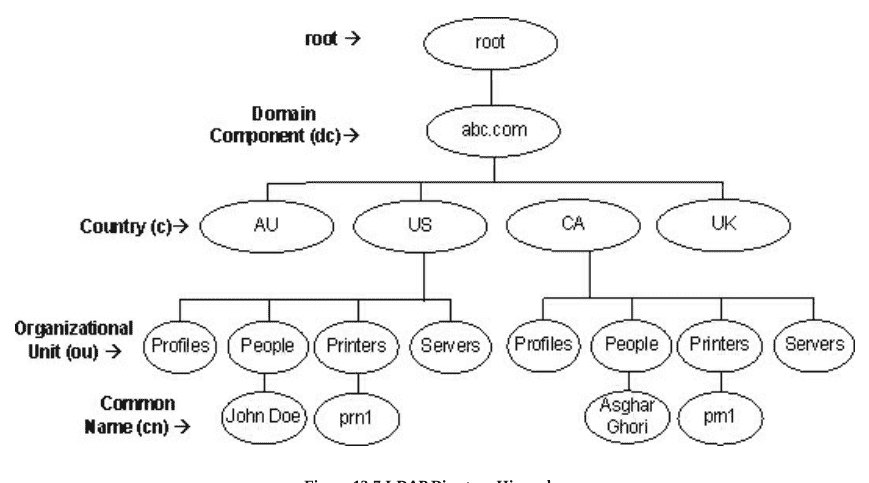 root →
root
Domain
Component (dc)→
abc.com
Country (c)→
AU
US
CA
UK
Organizational
Unit (ou) →
Profiles
People
Printers
Servers
Profiles
People
Printers
Servers
Common
Name (cn) →
John Doe
prn1
Asghar
Ghori
prn1